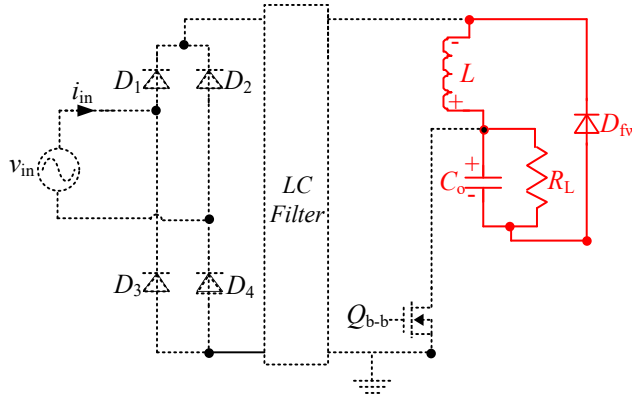 D1
D2
iin
vin
LC
Filter
D3
D4
-
L
+
+
Co
-
RL
Dfw
Qb-b